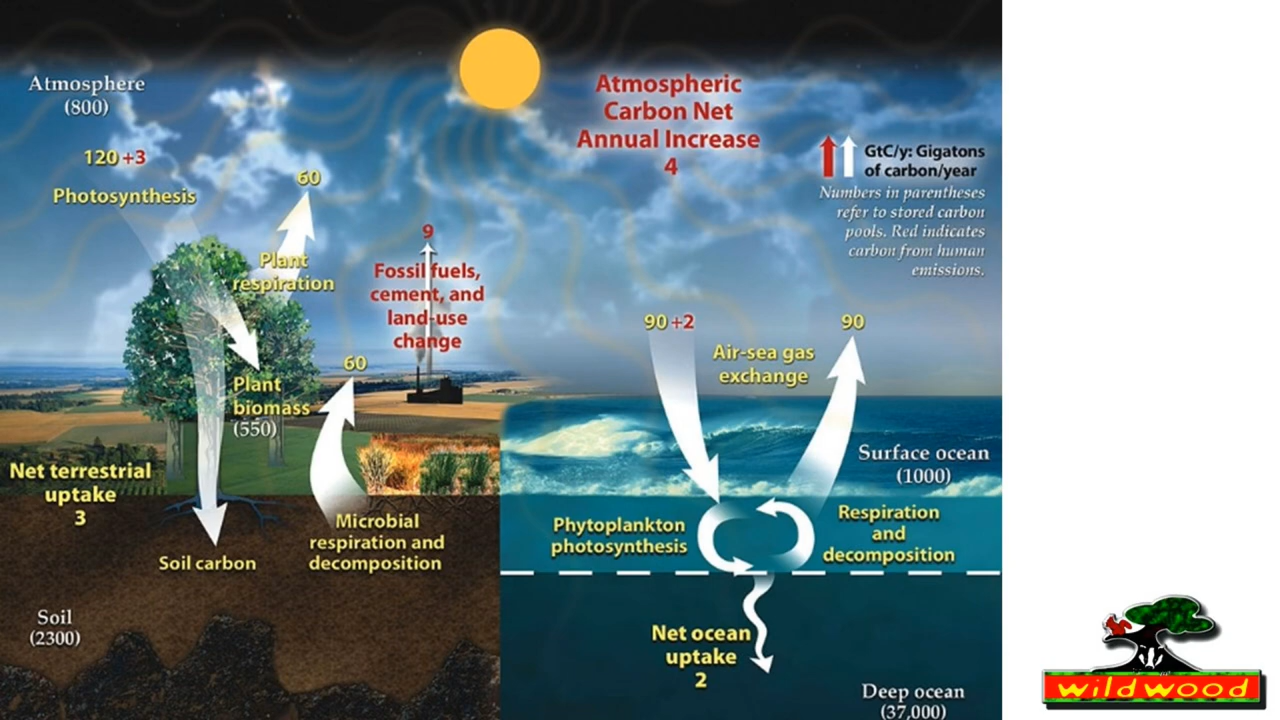 Atmosphere
(800)
120 +3
Photosynthesis
60
Plant
respiration
9
Fossil fuels,
cement, and
land-use
change
60
Plant
biomass
(550)
Net terrestrial
uptake
3
Microbial
respiration and
decomposition
Soil carbon
Soil
(2300)
Atmospheric
Carbon Net
Annual Increase
4
GtC/y: Gigatons
of carbon/year
Numbers in parentheses
refer to stored carbon
pools. Red indicates
carbon from human
emissions.
90 +2
90
Air-sea gas
exchange
Surface ocean
(1000)
Phytoplankton
photosynthesis
Respiration
and
decomposition
Net ocean
uptake
2
Deep ocean
(37,000)
wildwood